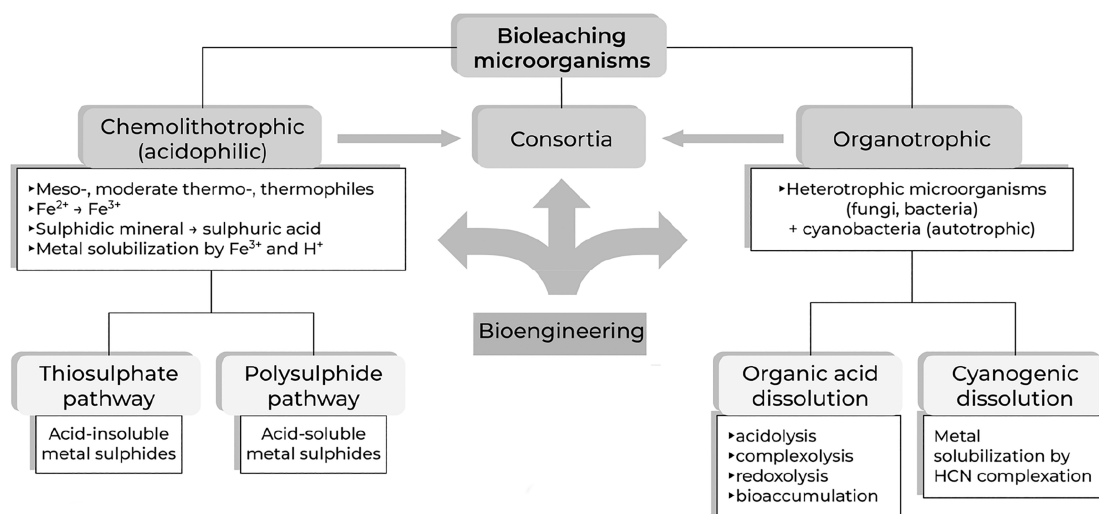 Bioleaching
microorganisms
Chemolithotrophic
(acidophilic)
Consortia
Organotrophic
‣Meso-, moderate thermo-, thermophiles
‣Fe²⁺ → Fe³⁺
‣Sulphidic mineral → sulphuric acid
‣Metal solubilization by Fe³⁺ and H⁺
‣Heterotrophic microorganisms
(fungi, bacteria)
+ cyanobacteria (autotrophic)
Bioengineering
Thiosulphate
pathway
Acid-insoluble
metal sulphides
Polysulphide
pathway
Acid-soluble
metal sulphides
Organic acid
dissolution
‣acidolysis
‣complexolysis
‣redoxolysis
‣bioaccumulation
Cyanogenic
dissolution
Metal
solubilization by
HCN complexation